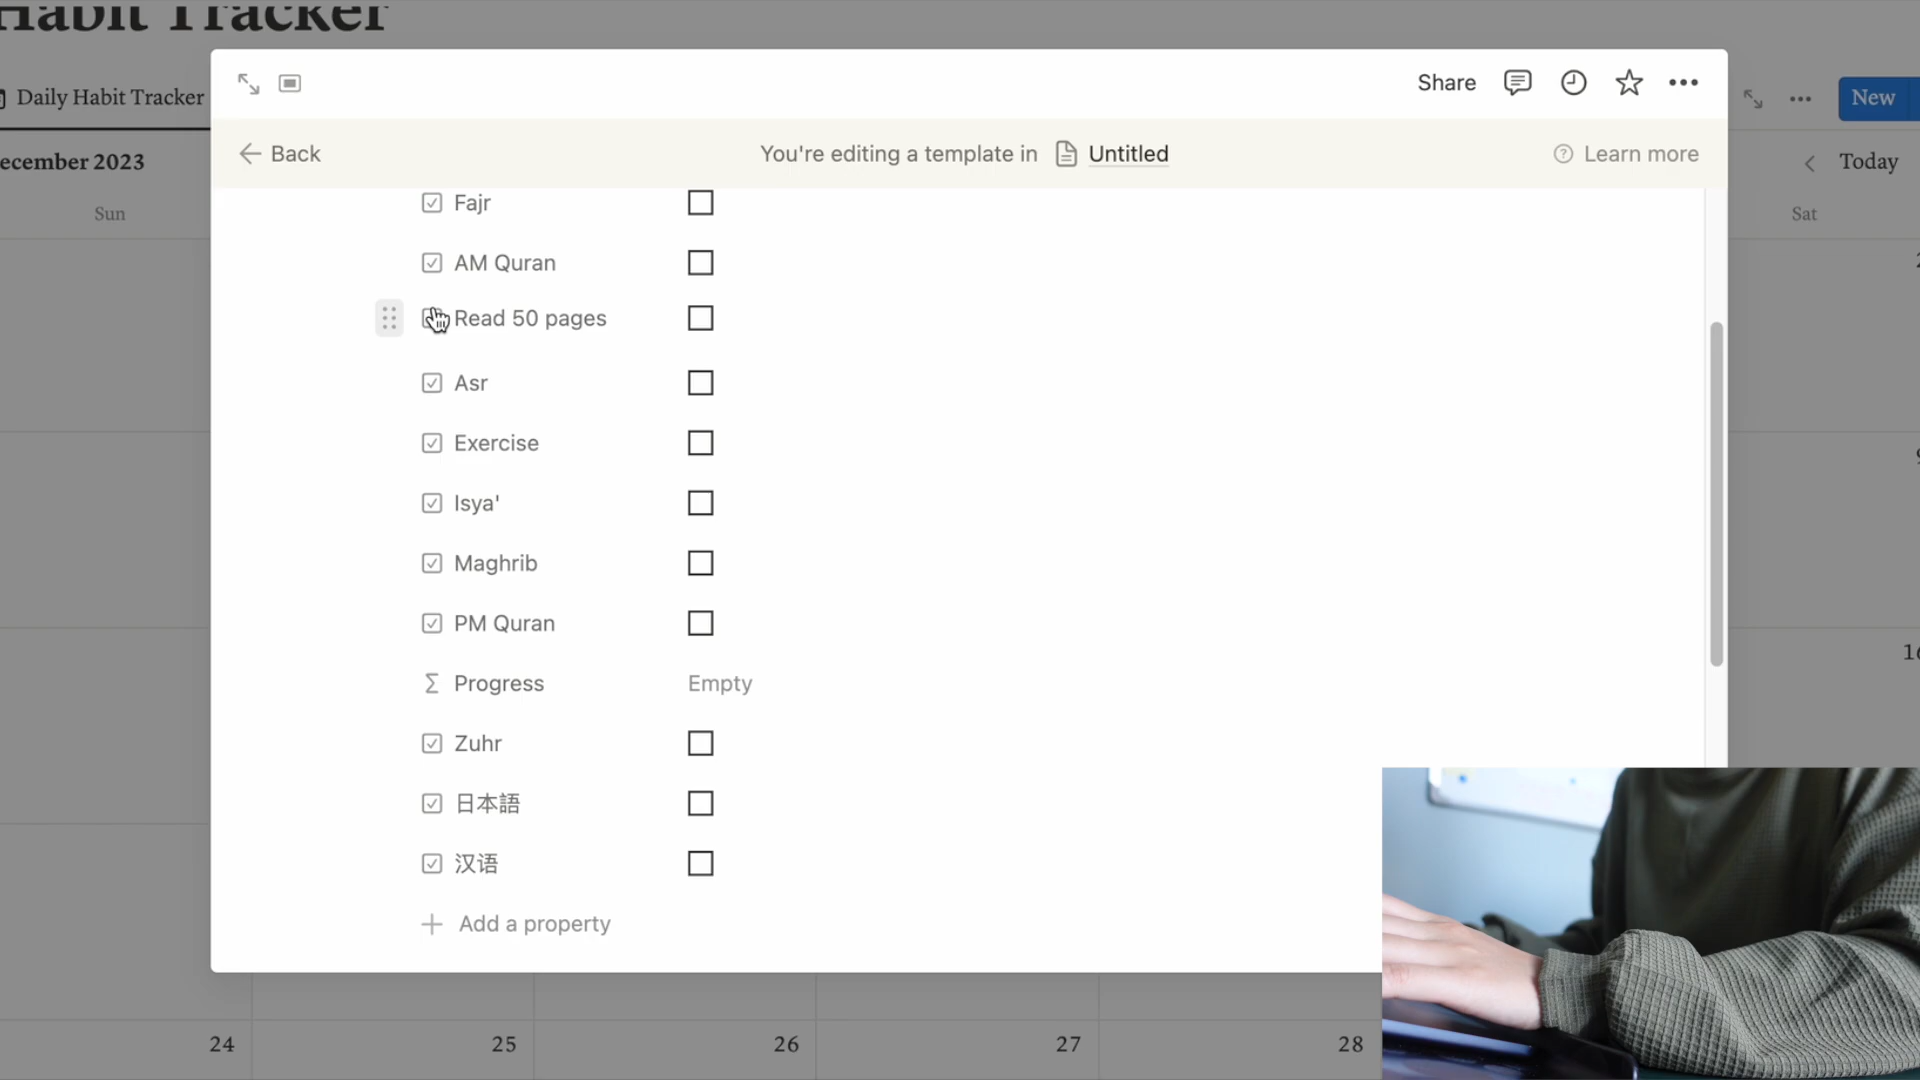 Habit Tracker
Daily Habit Tracker
New
ecember 2023
Today
Sun
Sat
Share
Back
You're editing a template in Untitled
Learn more
Fajr
AM Quran
Read 50 pages
Asr
Exercise
Isya'
Maghrib
PM Quran
Progress Empty
Zuhr
日本語
汉语
Add a property
24 25 26 27 28